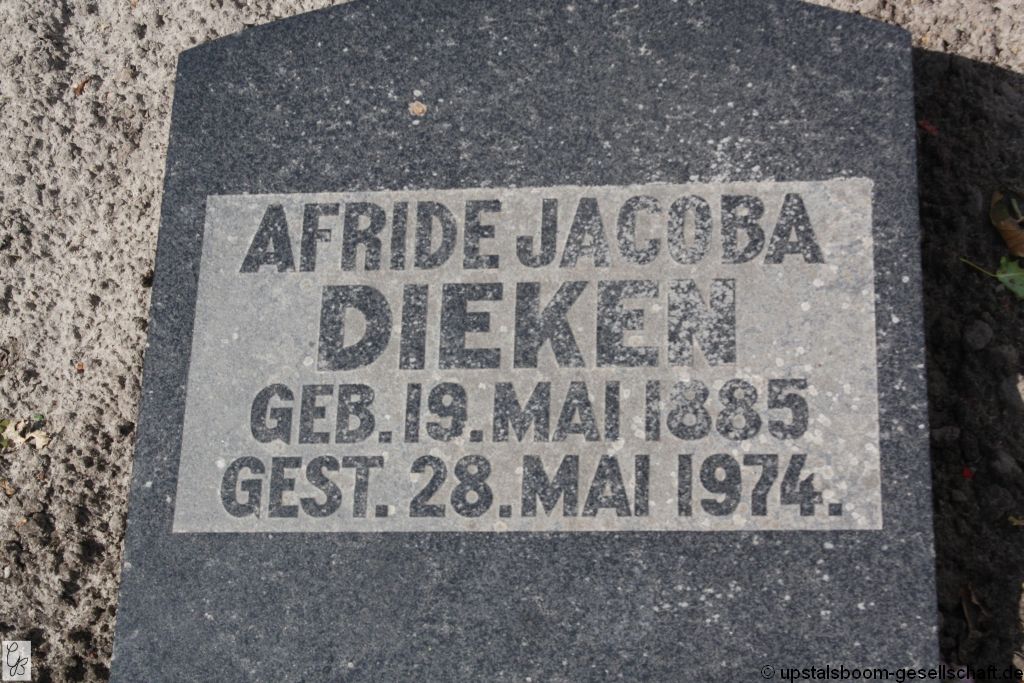 AFRIDE JACOBA
DIEKEN
GEB. 19. MAI 1885
GEST. 28. MAI 1974.
© upstalsboom-gesellschaft.de